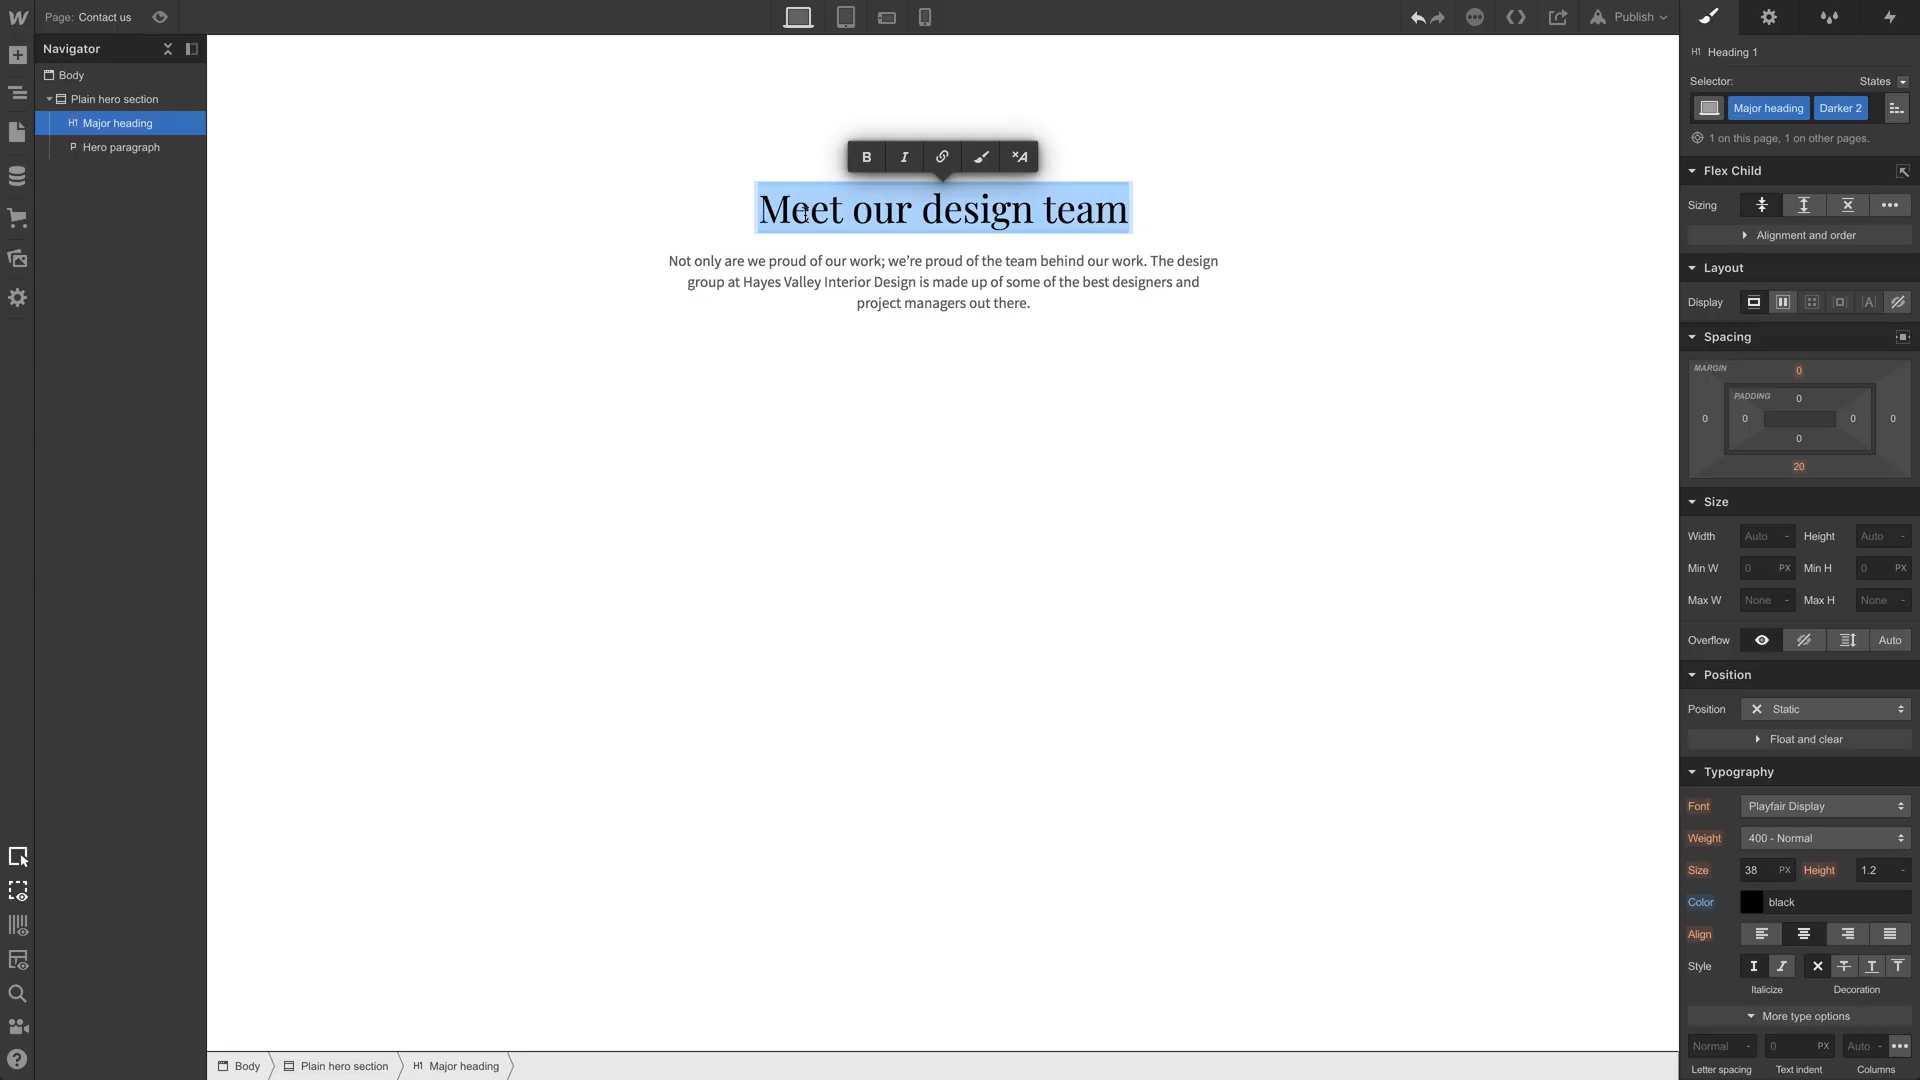 Page: Contact us
Publish
Navigator
Body
Plain hero section
H1 Major heading
P Hero paragraph
B I
Meet our design team
Not only are we proud of our work; we're proud of the team behind our work. The design
group at Hayes Valley Interior Design is made up of some of the best designers and
project managers out there.
Body
Plain hero section
H1 Major heading
H1 Heading 1
Selector:
States
Major heading
Darker 2
1 on this page, 1 on other pages.
Flex Child
Sizing
Alignment and order
Layout
Display
Spacing
MARGIN
0
PADDING
0
0 0 0 0
0
20
Size
Width Auto - Height Auto -
Min W 0 PX Min H 0 PX
Max W None - Max H None -
Overflow Auto
Position
Position Static
Float and clear
Typography
Font Playfair Display
Weight 400 - Normal
Size 38 PX Height 1.2 -
Color black
Align
Style
Italicize Decoration
More type options
Normal - 0 PX Auto -
Letter spacing Text indent Columns